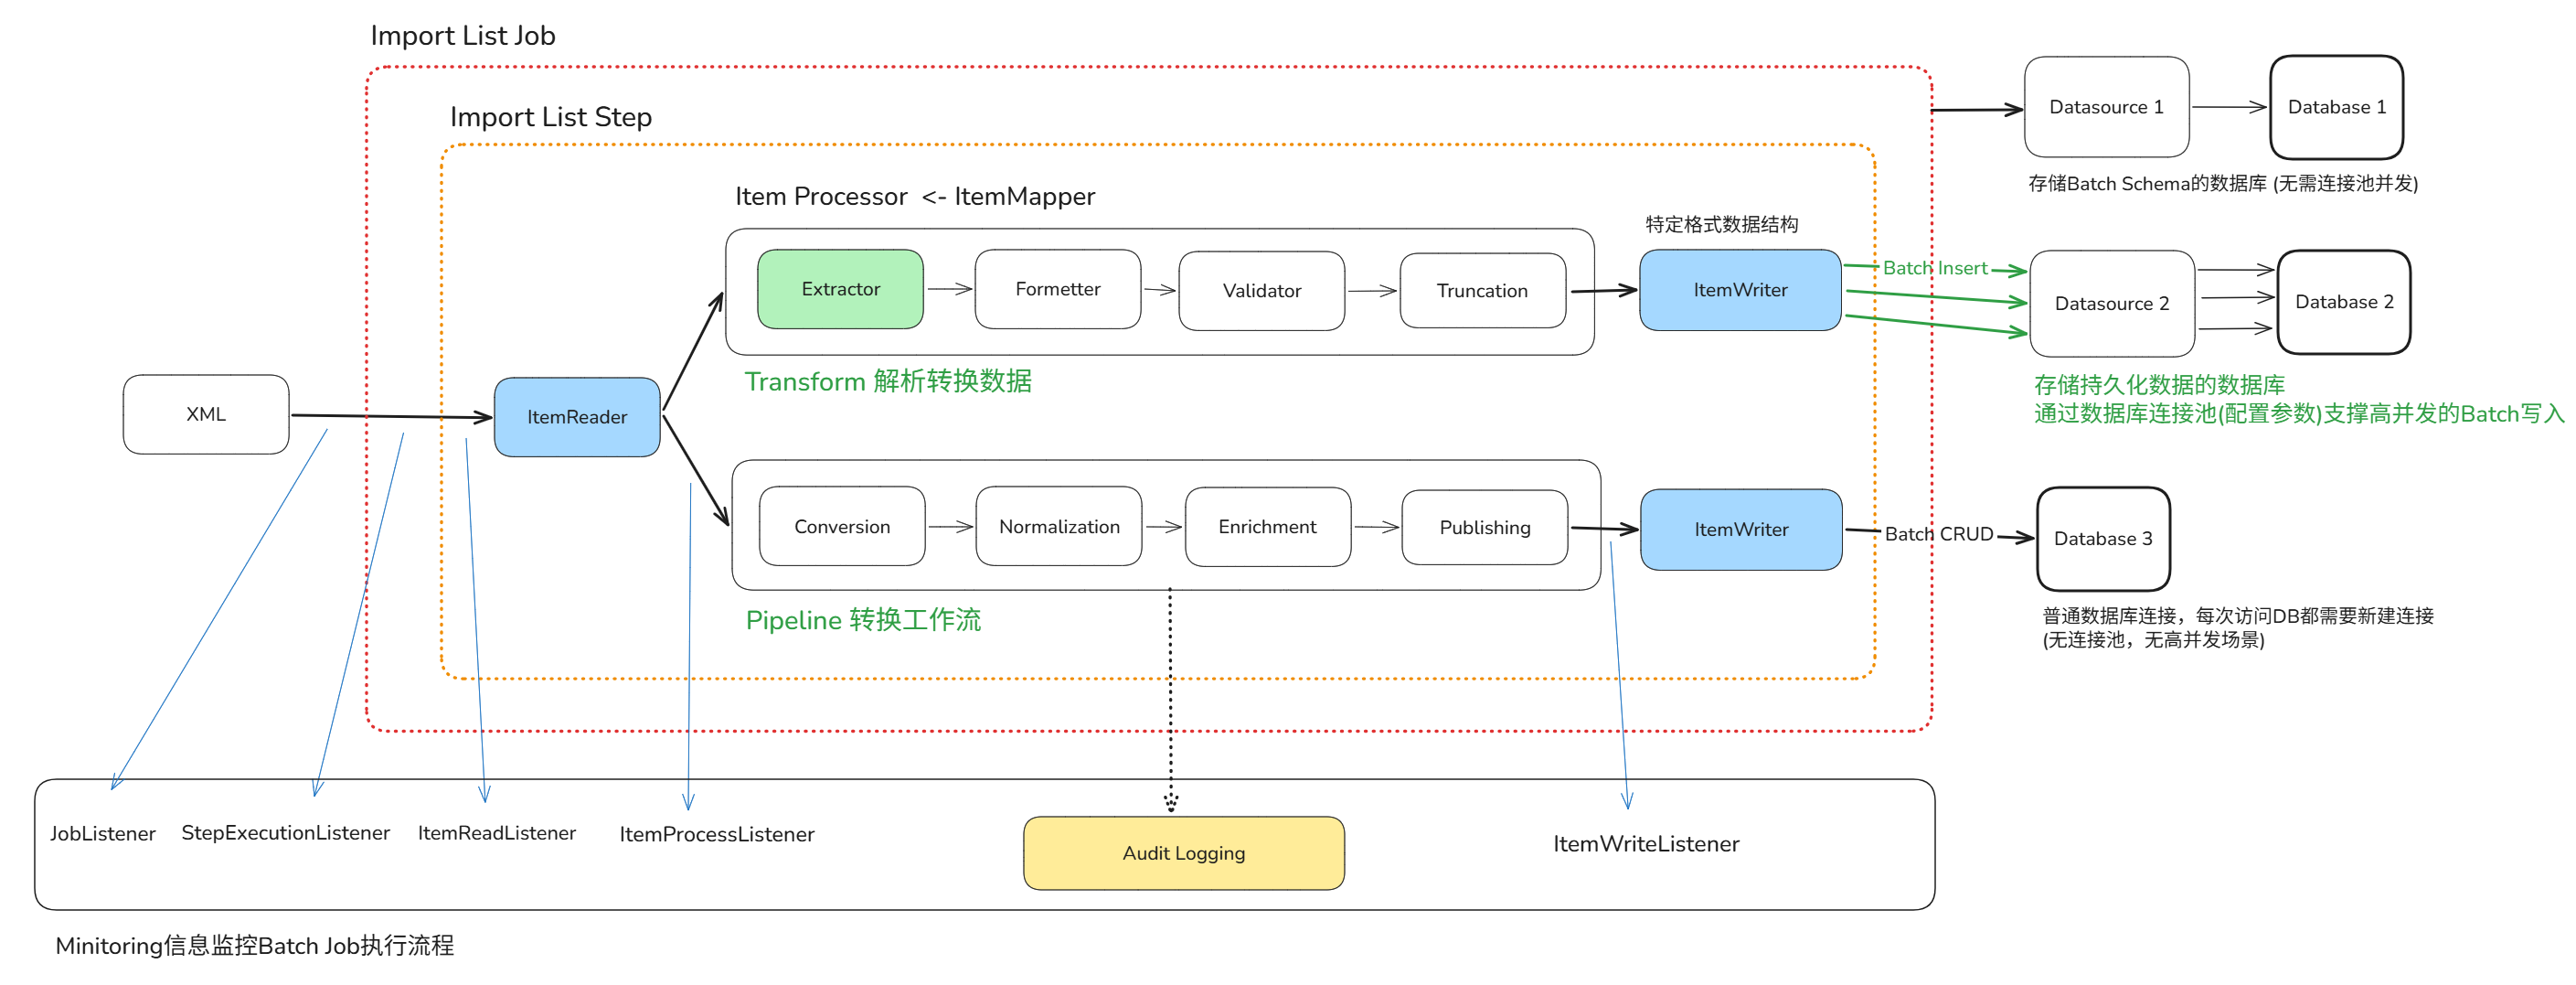 Import List Job
Import List Step
Item Processor <- ItemMapper
Datasource 1
Database 1
存储Batch Schema的数据库 (无需连接池并发)
特定格式数据结构
Extractor
Formetter
Validator
Truncation
ItemWriter
Batch Insert
Datasource 2
Database 2
Transform 解析转换数据
存储持久化数据的数据库
通过数据库连接池(配置参数)支撑高并发的Batch写入
XML
ItemReader
Conversion
Normalization
Enrichment
Publishing
ItemWriter
Batch CRUD
Database 3
Pipeline 转换工作流
普通数据库连接，每次访问DB都需要新建连接
(无连接池，无高并发场景)
JobListener
StepExecutionListener
ItemReadListener
ItemProcessListener
Audit Logging
ItemWriteListener
Minitoring信息监控Batch Job执行流程